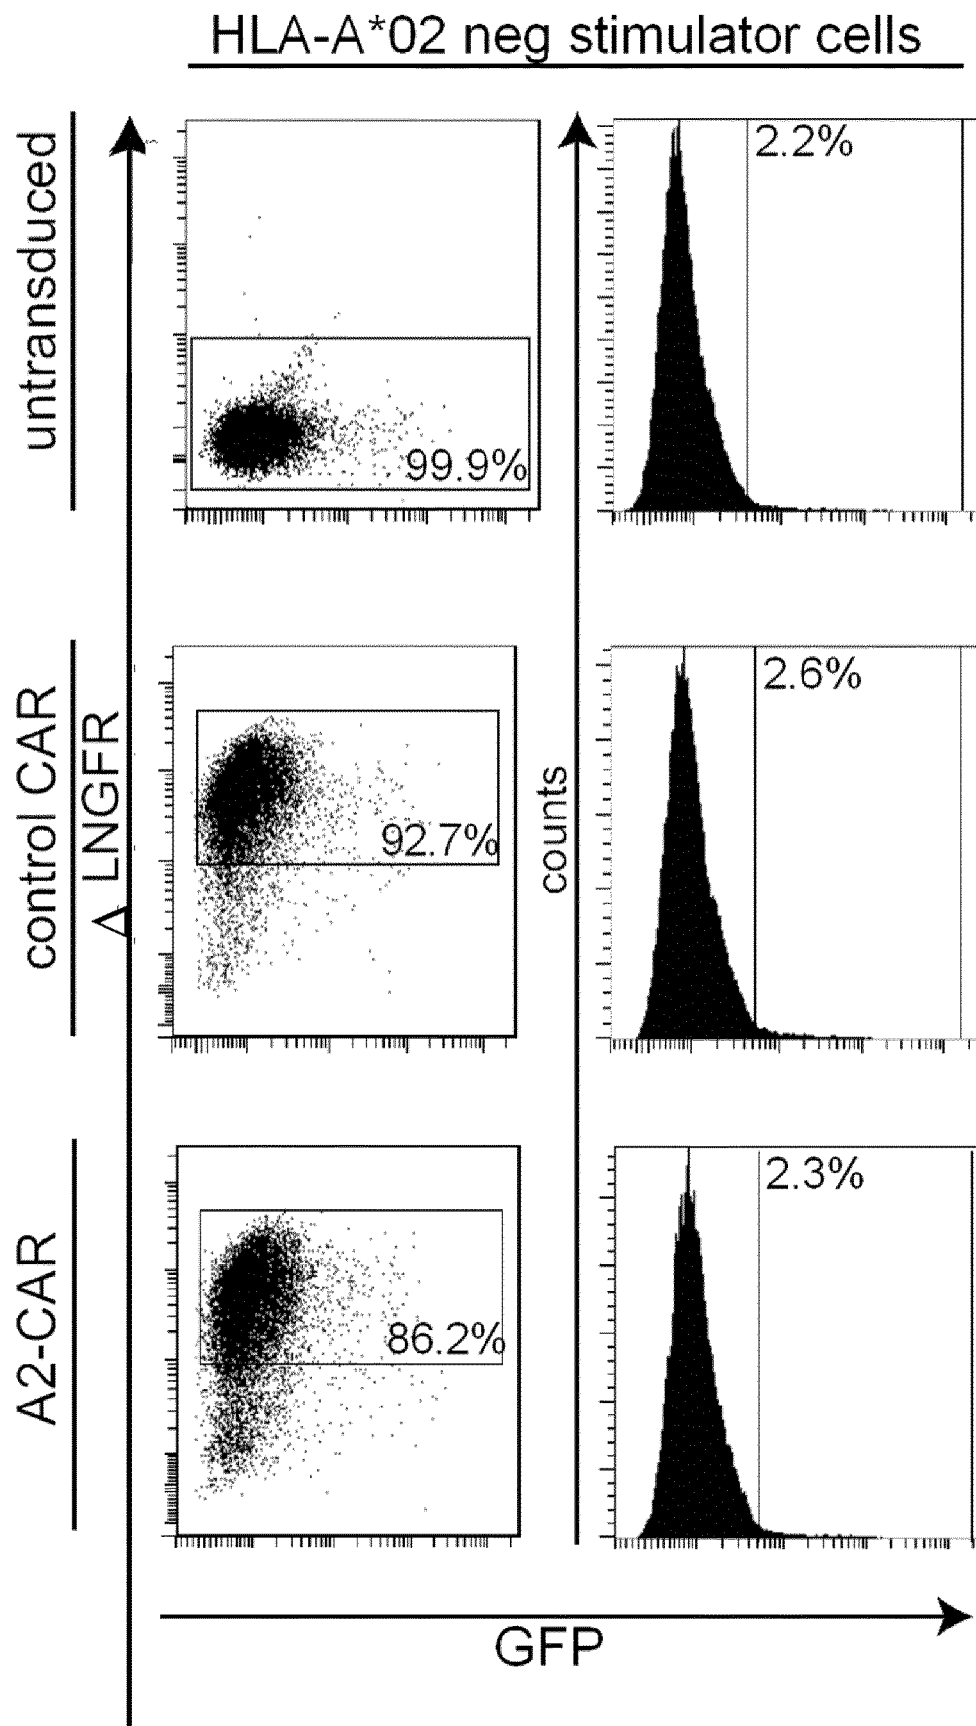 HLA-A*02 neg stimulator cells
untransduced
99.9%
2.2%
control CAR
Δ LNGFR
92.7%
counts
2.6%
A2-CAR
86.2%
2.3%
GFP